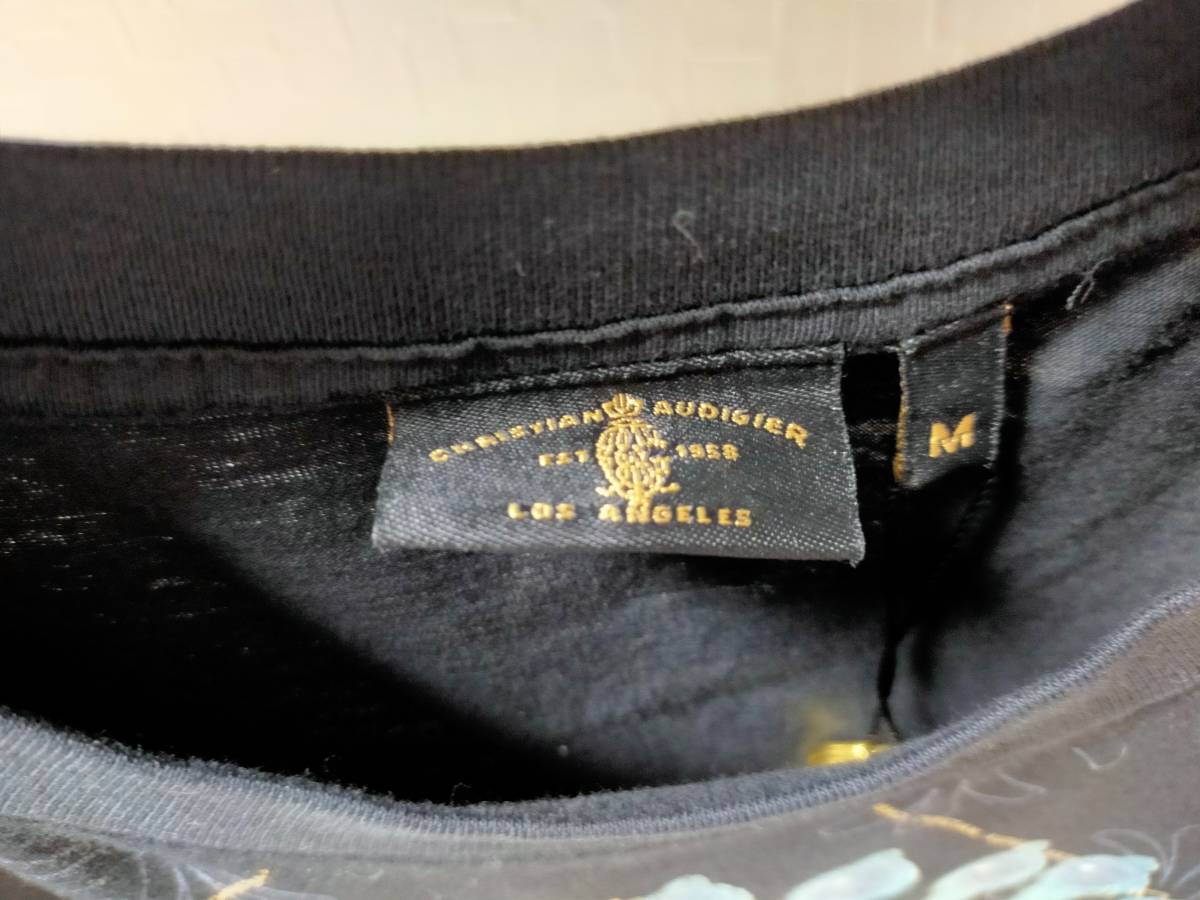 CHRISTIAN AUDIGIER
EST 1958
LOS ANGELES
M